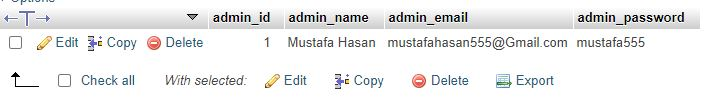 Options
admin_id admin_name admin_email admin_password
Edit Copy Delete 1 Mustafa Hasan mustafahasan555@Gmail.com mustafa555
Check all With selected: Edit Copy Delete Export